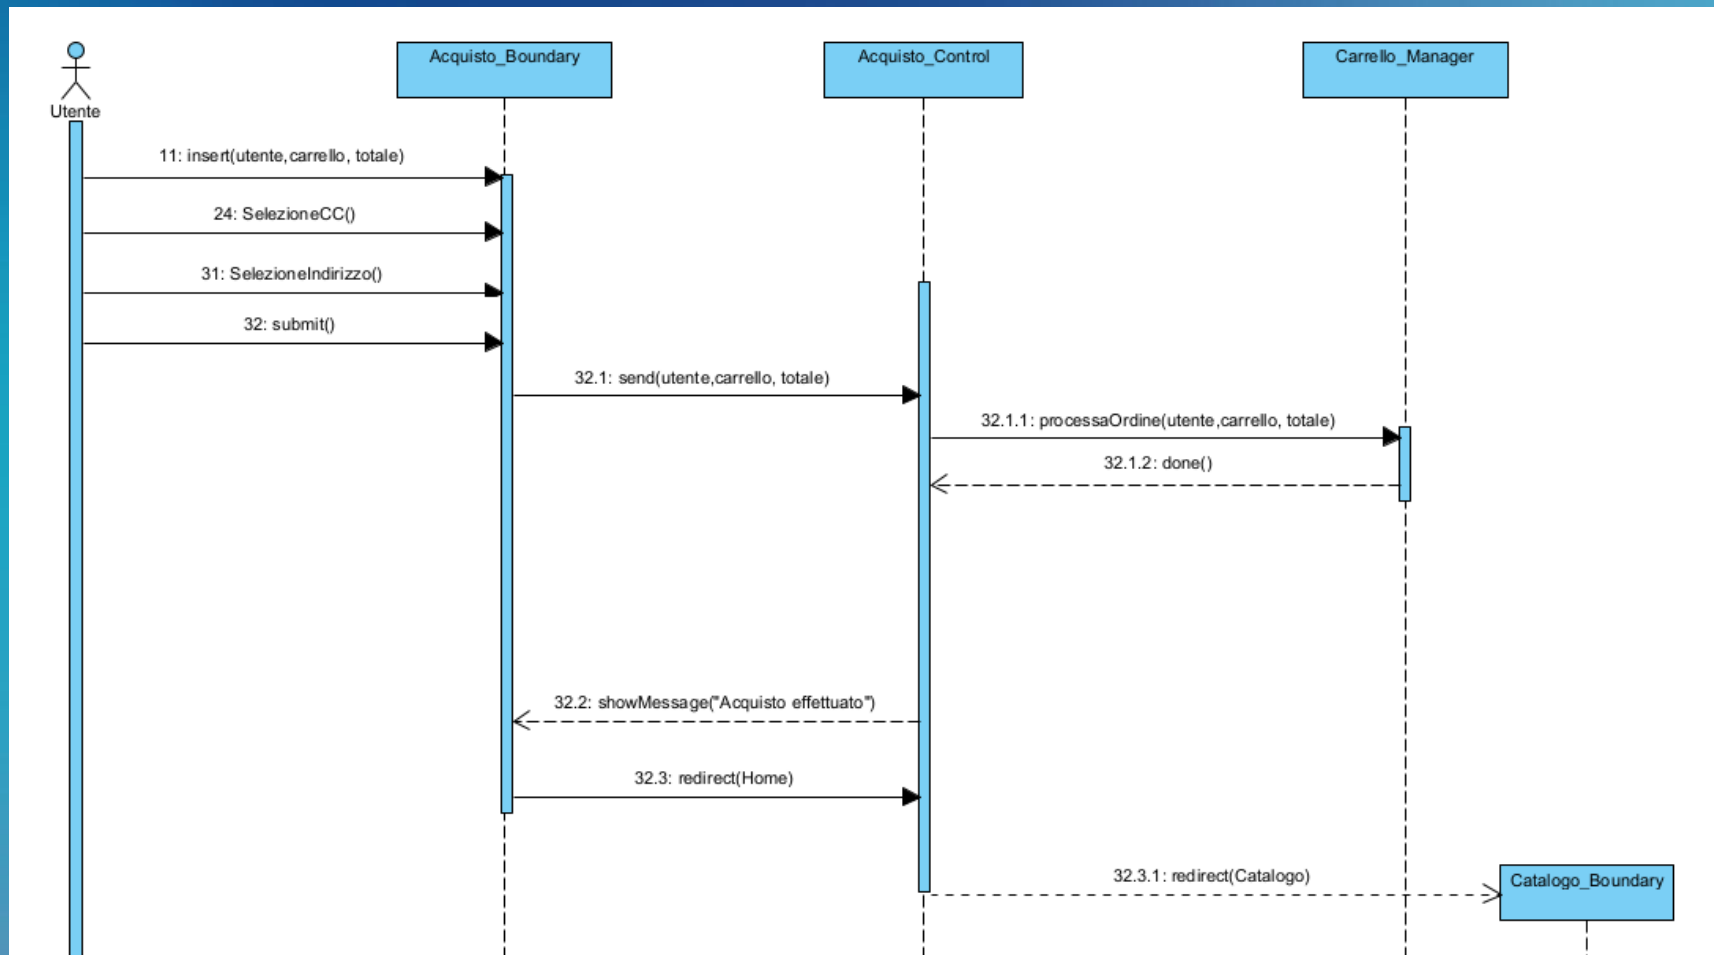 Acquisto_Boundary
Acquisto_Control
Carrello_Manager
Utente
11: insert(utente,carrello, totale)
24: SelezioneCC()
31: SelezioneIndirizzo()
32: submit()
32.1: send(utente,carrello, totale)
32.1.1: processaOrdine(utente,carrello, totale)
32.1.2: done()
32.2: showMessage("Acquisto effettuato")
32.3: redirect(Home)
32.3.1: redirect(Catalogo)
Catalogo_Boundary